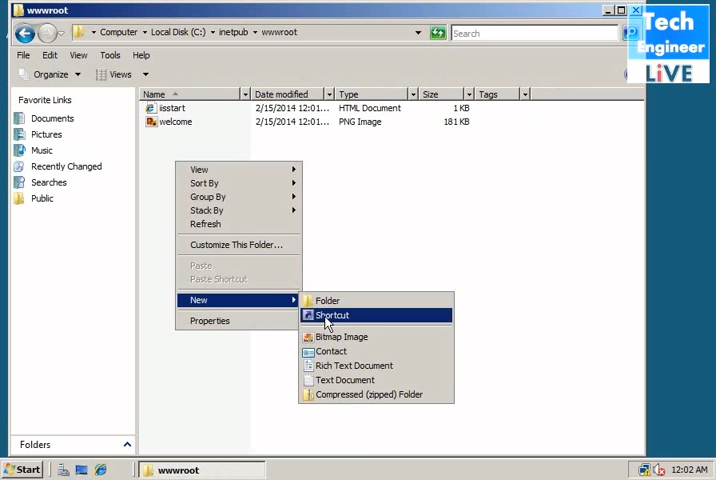 wwwroot
Computer Local Disk (C:) inetpub wwwroot
Search
Tech
Engineer
LiVE
File Edit View Tools Help
Organize Views
Favorite Links
Documents
Pictures
Music
Recently Changed
Searches
Public
Folders
Name Date modified Type Size Tags
iisstart 2/15/2014 12:01... HTML Document 1 KB
welcome 2/15/2014 12:01... PNG Image 181 KB
View
Sort By
Group By
Stack By
Refresh
Customize This Folder...
Paste
Paste Shortcut
New
Properties
Folder
Shortcut
Bitmap Image
Contact
Rich Text Document
Text Document
Compressed (zipped) Folder
Start
wwwroot
12:02 AM